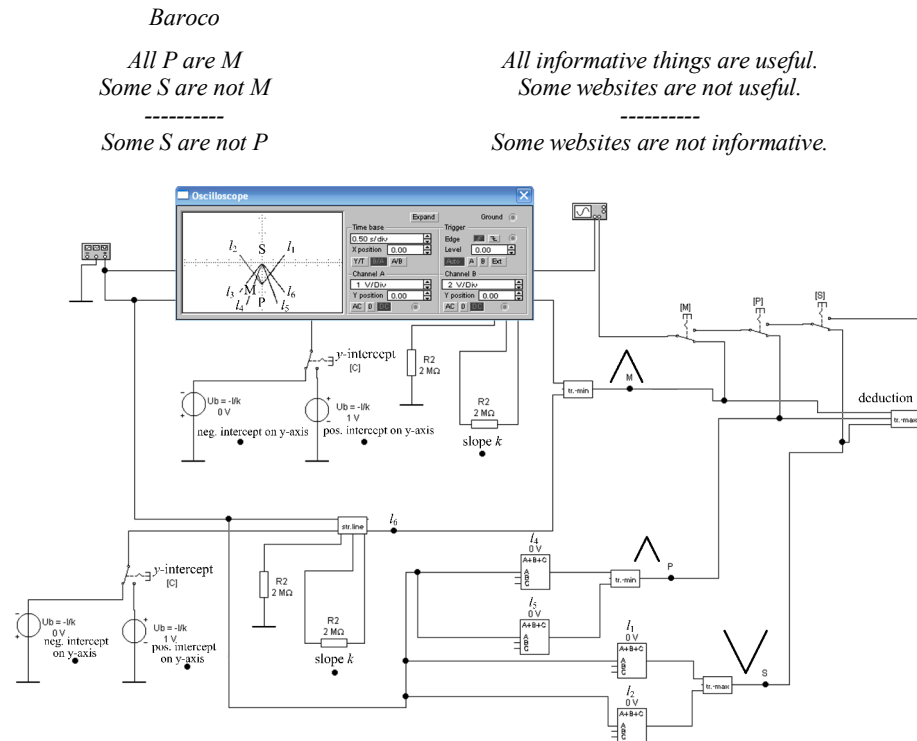 Baroco
All P are M
Some S are not M
----------
Some S are not P
All informative things are useful.
Some websites are not useful.
----------
Some websites are not informative.
Oscilloscope
Expand
Ground
Time base
0.50 s/div
X position 0.00
Y/T B/A A/B
Trigger
Edge
Level 0.00
Auto A B Ext
Channel A
1 V/Div
Y position 0.00
AC 0 DC
Channel B
2 V/Div
Y position 0.00
AC 0 DC
l2 S l1
l3 M l6
l4 P l5
[M]
[P]
[S]
y-intercept
[C]
R2
2 MΩ
Ub = -l/k
0 V
neg. intercept on y-axis
Ub = -l/k
1 V
pos. intercept on y-axis
R2
2 MΩ
slope k
tr.-min
M
deduction
tr.-max
str.line
l6
y-intercept
[C]
Ub = -l/k
0 V
neg. intercept
on y-axis
Ub = -l/k
1 V
pos. intercept
on y-axis
R2
2 MΩ
R2
2 MΩ
slope k
l4
0 V
A+B+C
A
B
C
tr.-min
P
l5
0 V
A+B+C
A
B
C
l1
0 V
A+B+C
A
B
C
tr.-max
S
l2
0 V
A+B+C
A
B
C